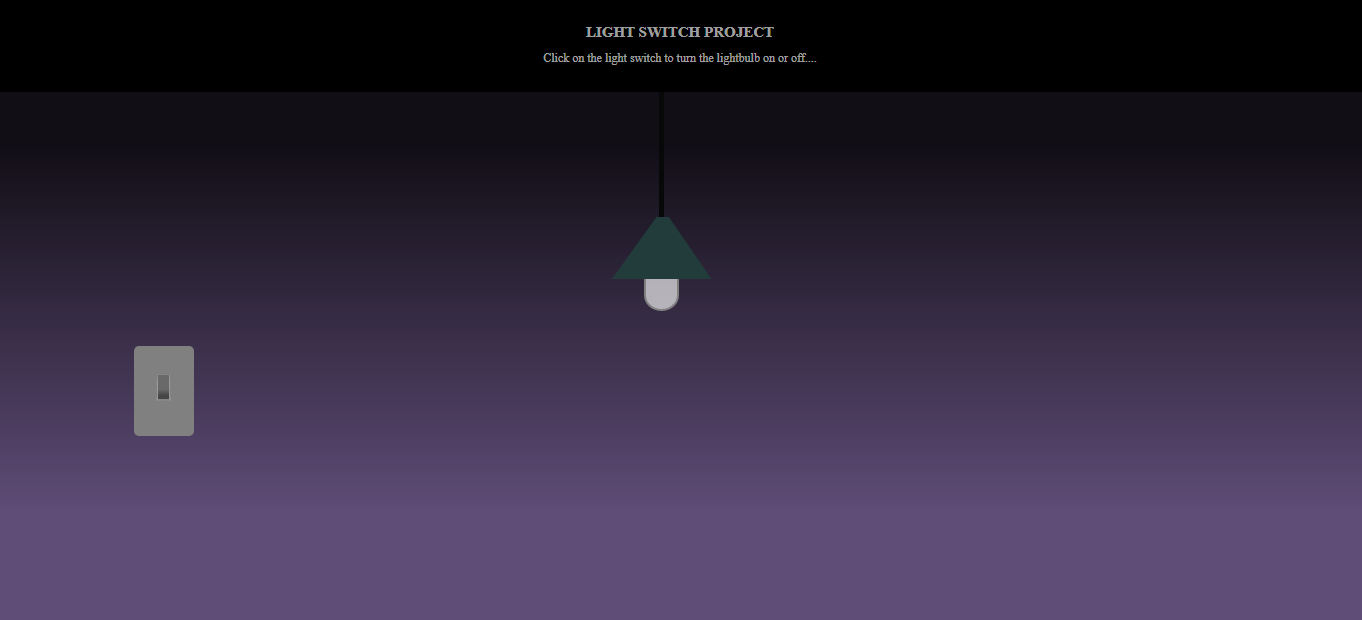 LIGHT SWITCH PROJECT
Click on the light switch to turn the lightbulb on or off....